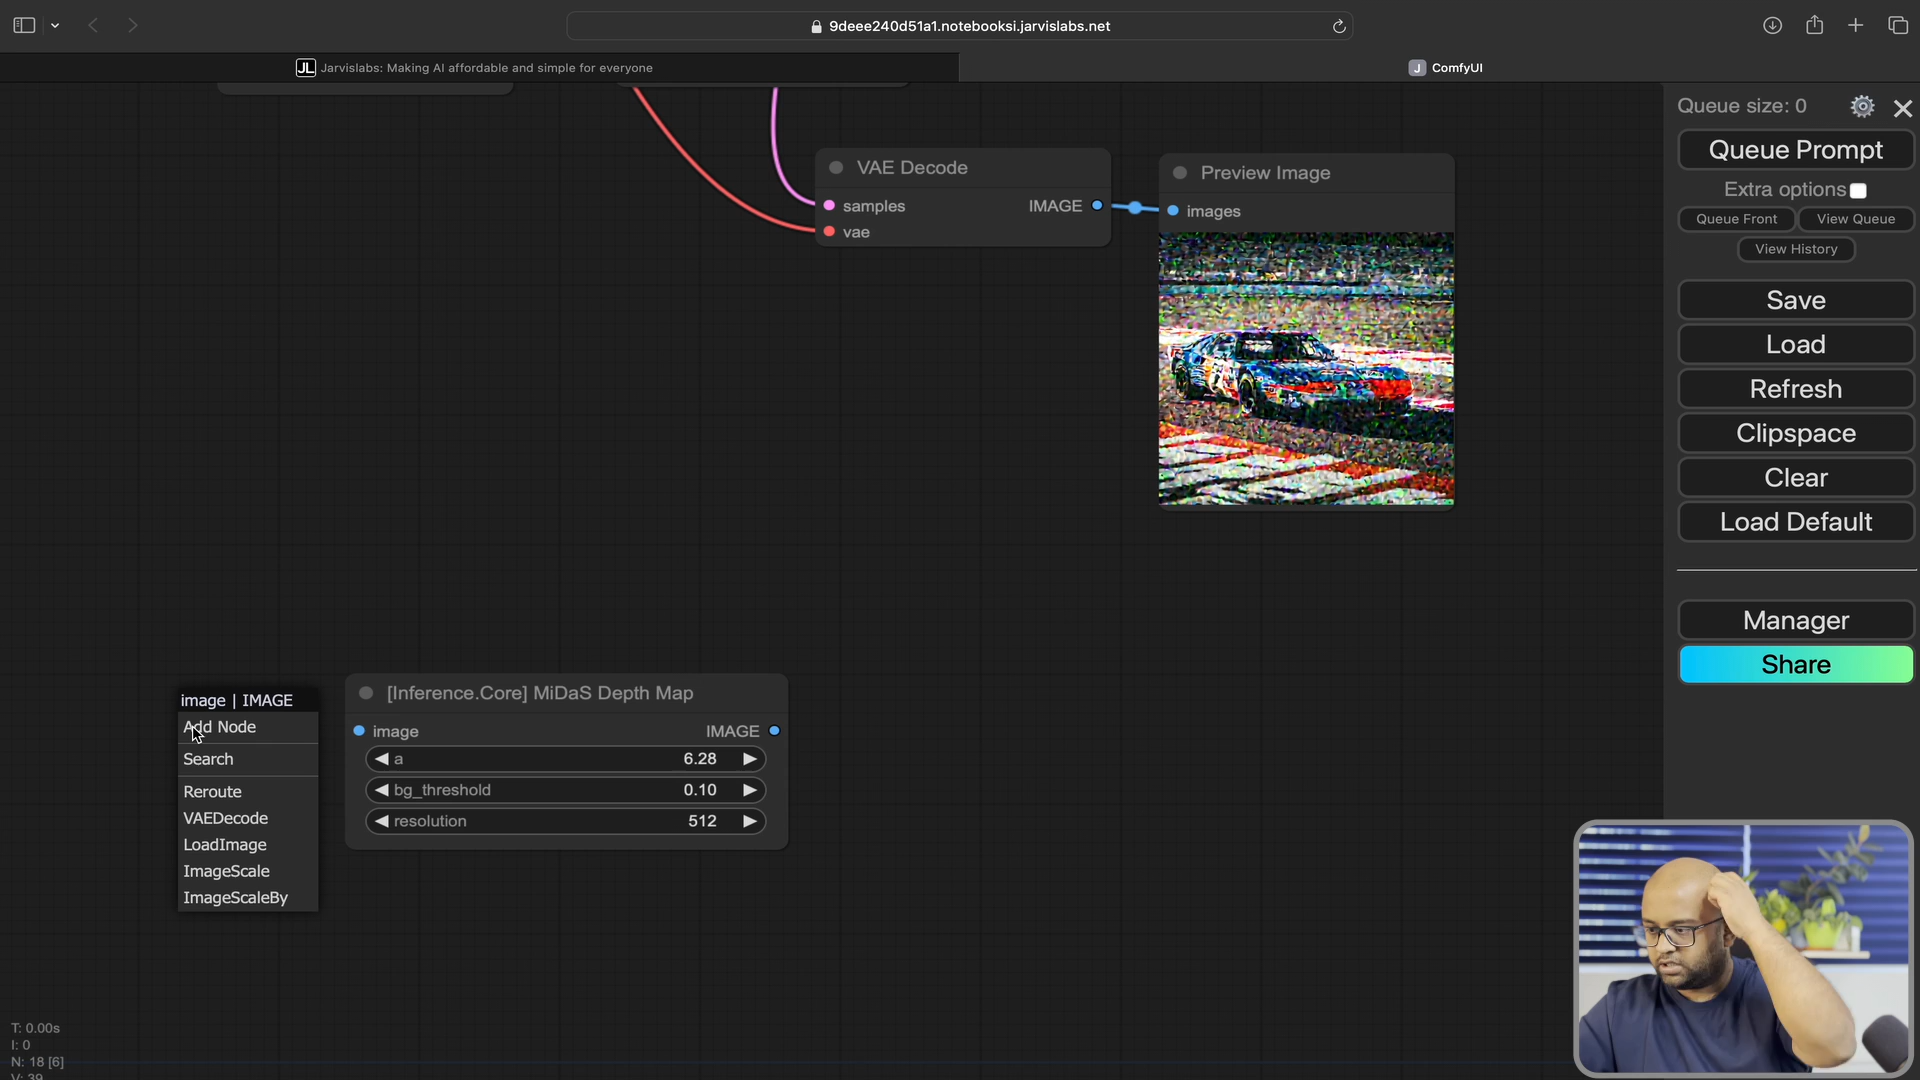 9deee240d51a1.notebooksi.jarvislabs.net
JL Jarvislabs: Making AI affordable and simple for everyone
J ComfyUI
Queue size: 0
Queue Prompt
Extra options
Queue Front
View Queue
View History
Save
Load
Refresh
Clipspace
Clear
Load Default
Manager
Share
VAE Decode
samples
IMAGE
vae
Preview Image
images
image | IMAGE
Add Node
Search
Reroute
VAEDecode
LoadImage
ImageScale
ImageScaleBy
[Inference.Core] MiDaS Depth Map
image
IMAGE
a 6.28
bg_threshold 0.10
resolution 512
T: 0.00s
I: 0
N: 18 [6]
V: 39